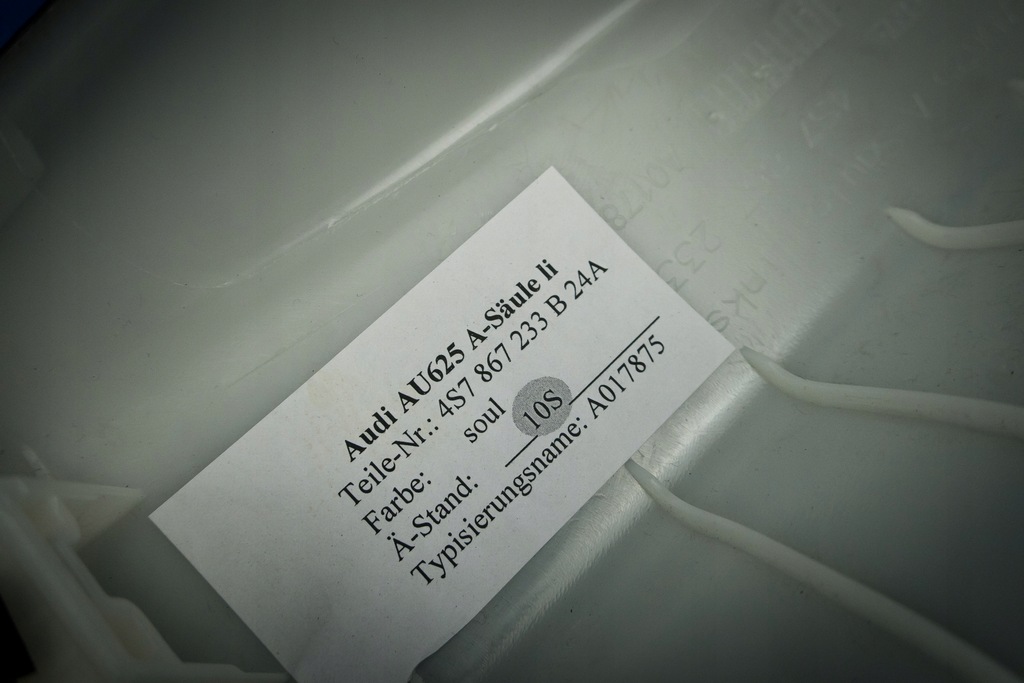 Audi AU625 A-Säule li
Teile-Nr.: 4S7 867 233 B 24A
Farbe: soul
Ä-Stand: 10S
Typisierungsname: A017875